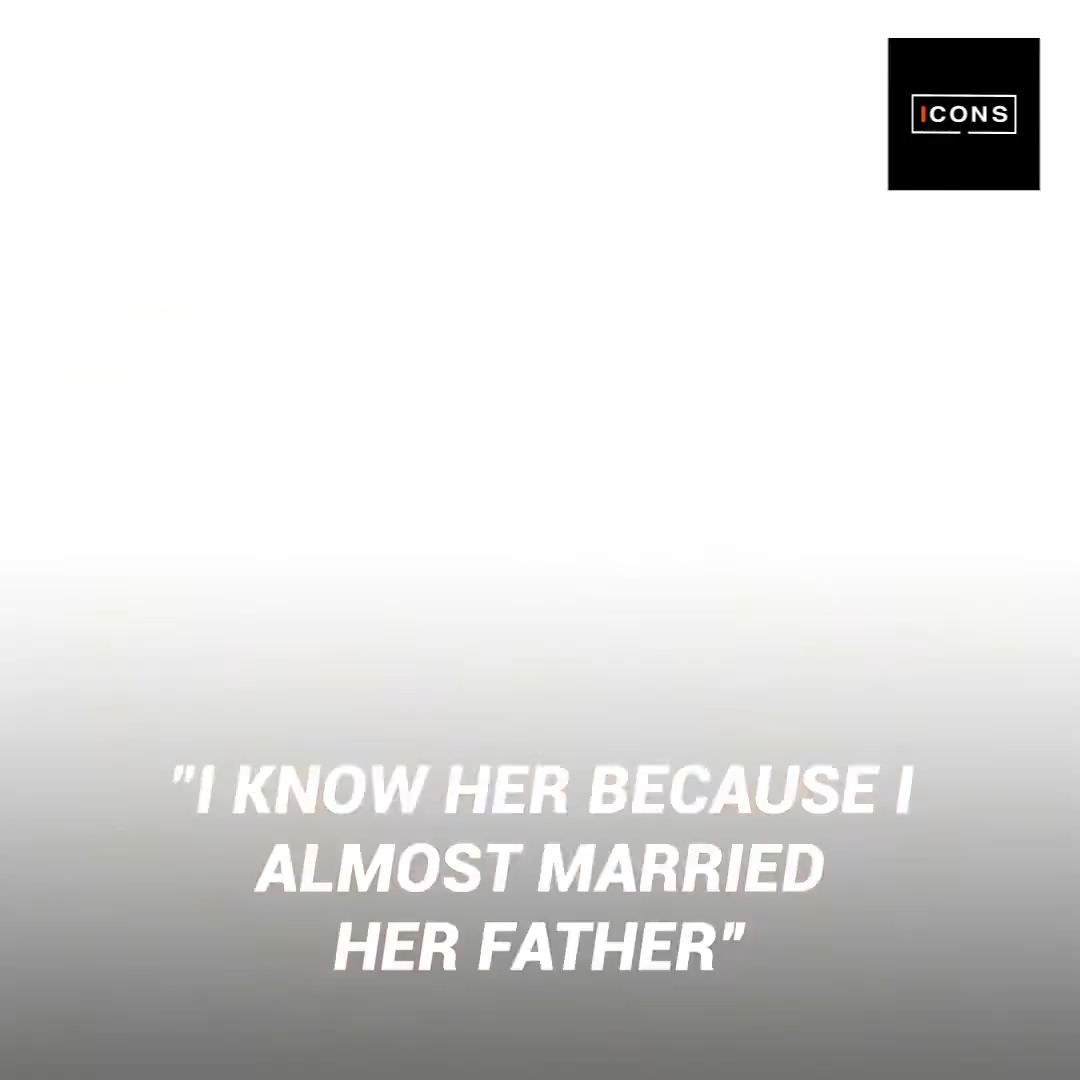 ICONS
"I KNOW HER BECAUSE I
ALMOST MARRIED
HER FATHER"